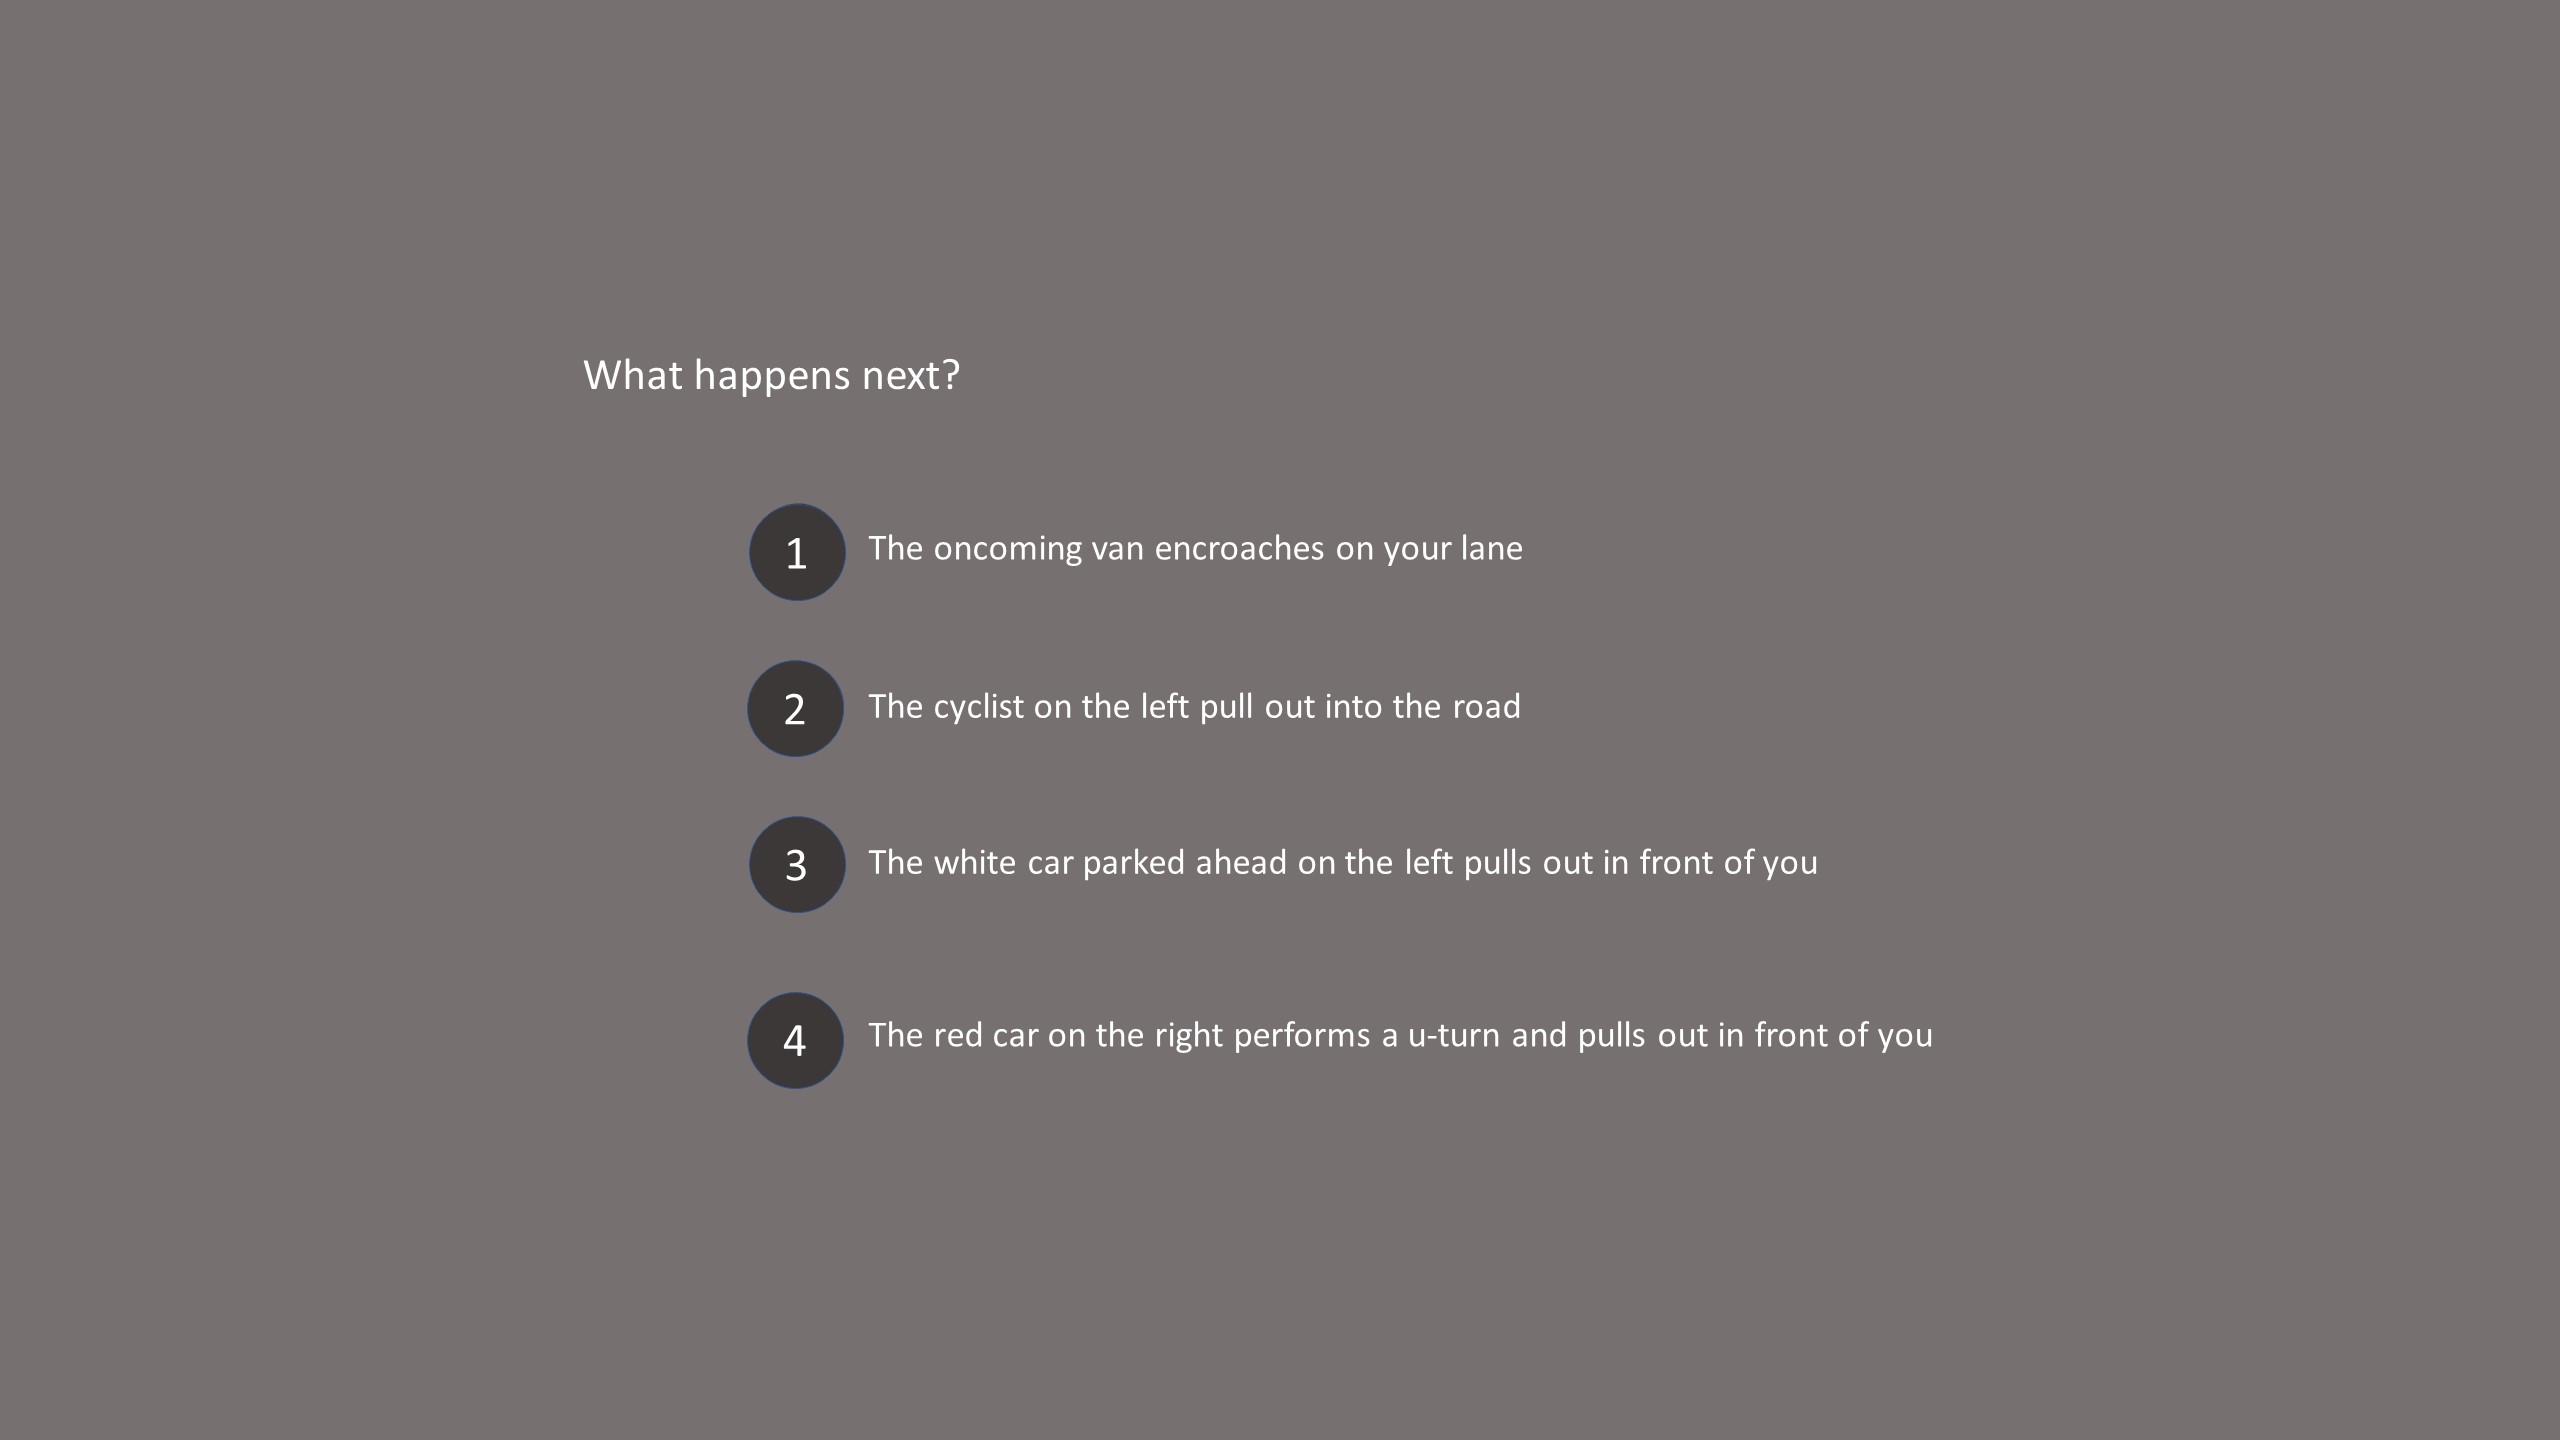 What happens next?
1 The oncoming van encroaches on your lane
2 The cyclist on the left pull out into the road
3 The white car parked ahead on the left pulls out in front of you
4 The red car on the right performs a u-turn and pulls out in front of you